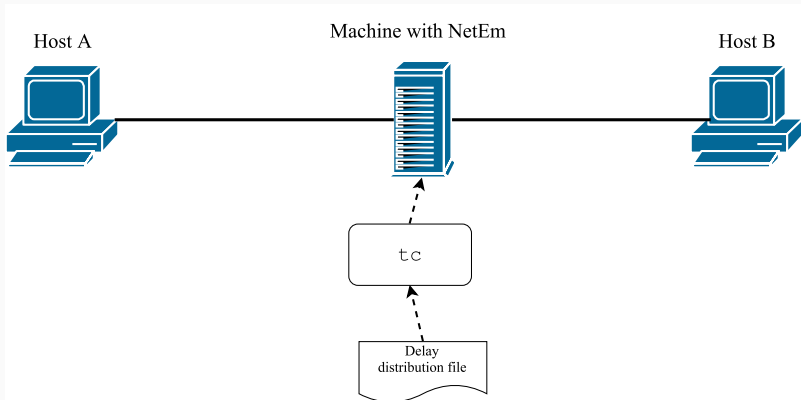 Machine with NetEm
Host A
Host B
tc
Delay
distribution file